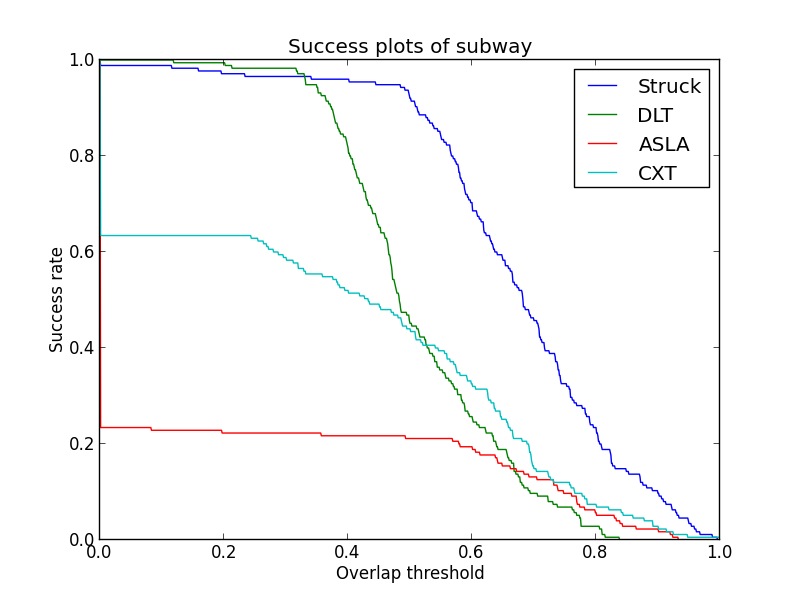 Success plots of subway
Success rate
1.0
0.8
0.6
0.4
0.2
0.0
Struck
DLT
ASLA
CXT
0.0 0.2 0.4 0.6 0.8 1.0
Overlap threshold